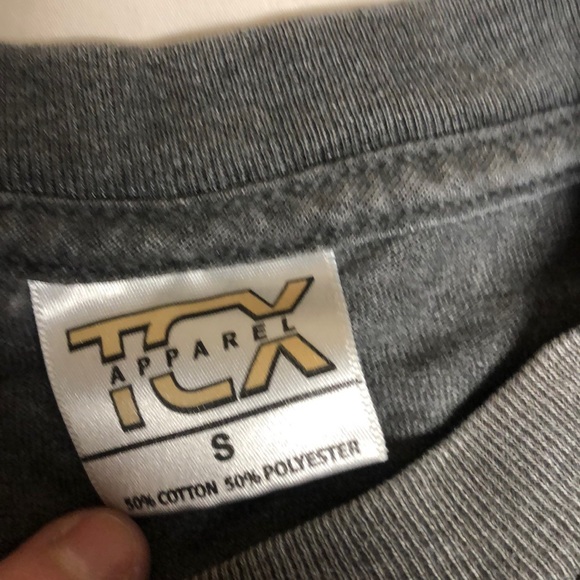 TCX
APPAREL
S
50% COTTON 50% POLYESTER